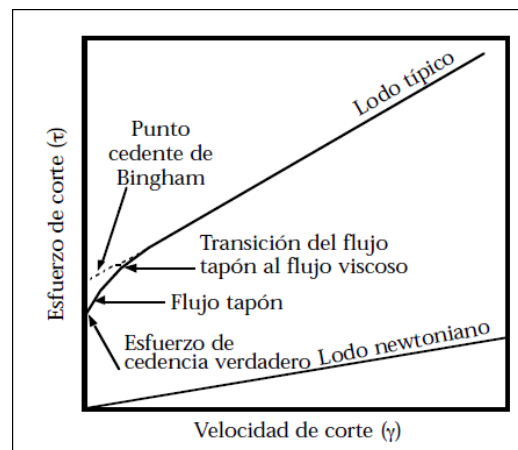 Esfuerzo de corte (τ)
Lodo típico
Punto
cedente de
Bingham
Transición del flujo
tapón al flujo viscoso
Flujo tapón
Esfuerzo de
cedencia verdadero
Lodo newtoniano
Velocidad de corte (γ)